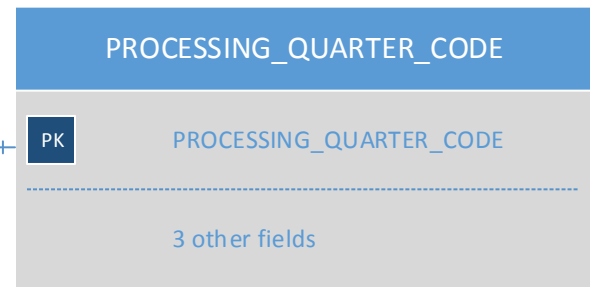 PROCESSING_QUARTER_CODE
PK PROCESSING_QUARTER_CODE
3 other fields